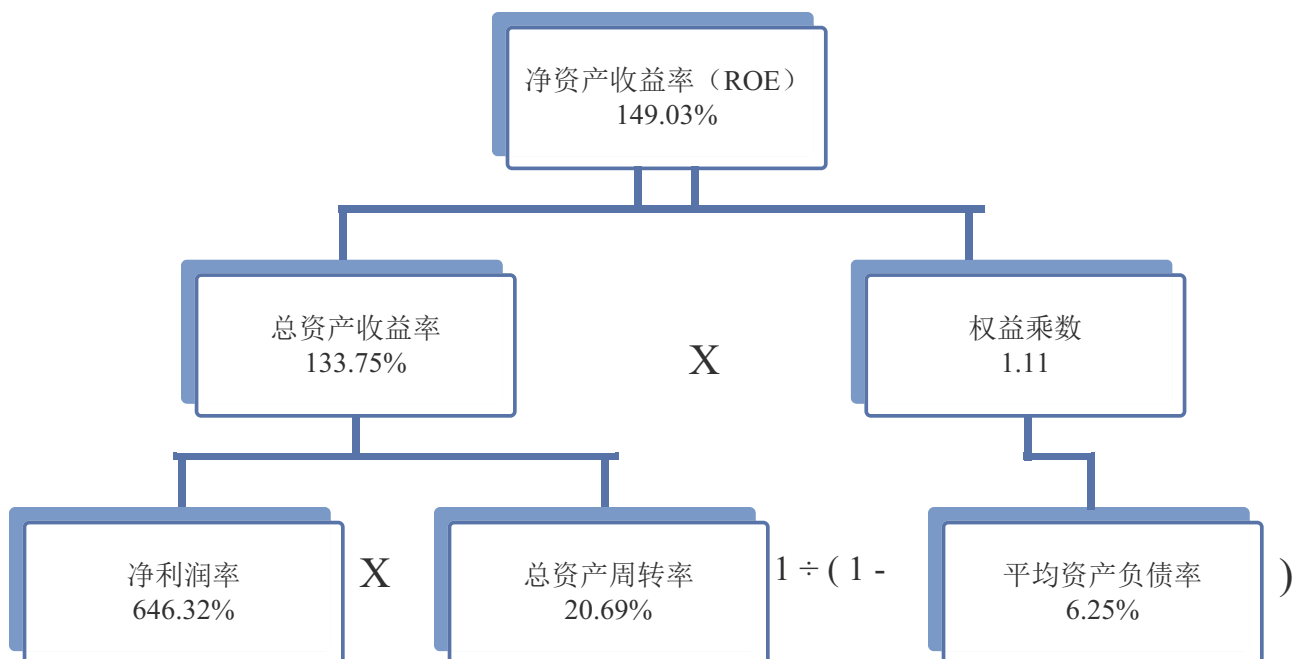 净资产收益率（ROE）
149.03%
总资产收益率
133.75%
X
权益乘数
1.11
净利润率
646.32%
X
总资产周转率
20.69%
1 ÷ ( 1 -
平均资产负债率
6.25%
)